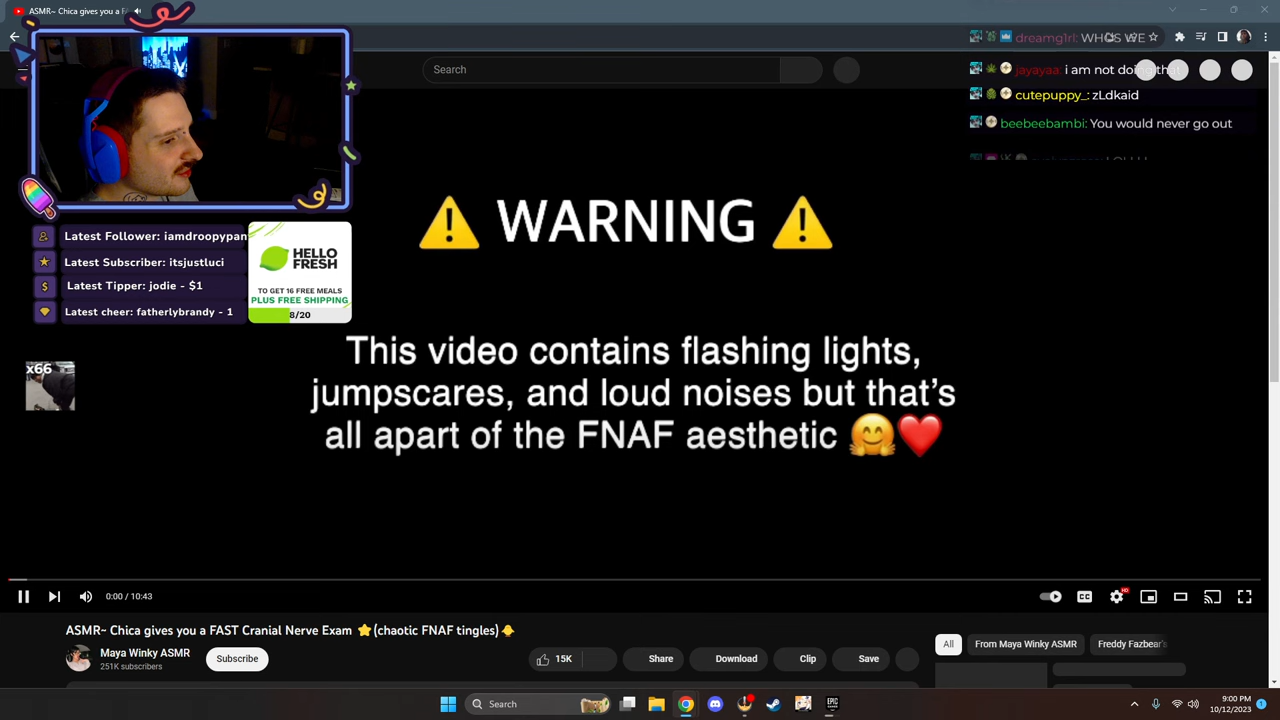 ASMR~ Chica gives you a F
dreamg1rl: WHOS WE
Search
jayayaa: i am not doing that
cutepuppy_: zLdkaid
beebeebambi: You would never go out
⚠️ WARNING ⚠️
Latest Follower: iamdroopypan
Latest Subscriber: itsjustluci
Latest Tipper: jodie - $1
Latest cheer: fatherlybrandy - 1
HELLO
FRESH
TO GET 16 FREE MEALS
PLUS FREE SHIPPING
8/20
x66
This video contains flashing lights,
jumpscares, and loud noises but that's
all apart of the FNAF aesthetic 🤗❤️
0:00 / 10:43
CC
HD
ASMR~ Chica gives you a FAST Cranial Nerve Exam ⭐(chaotic FNAF tingles)🐥
Maya Winky ASMR
251K subscribers
Subscribe
15K
Share
Download
Clip
Save
All
From Maya Winky ASMR
Freddy Fazbear's
Search
EPIC
9:00 PM
10/12/2023